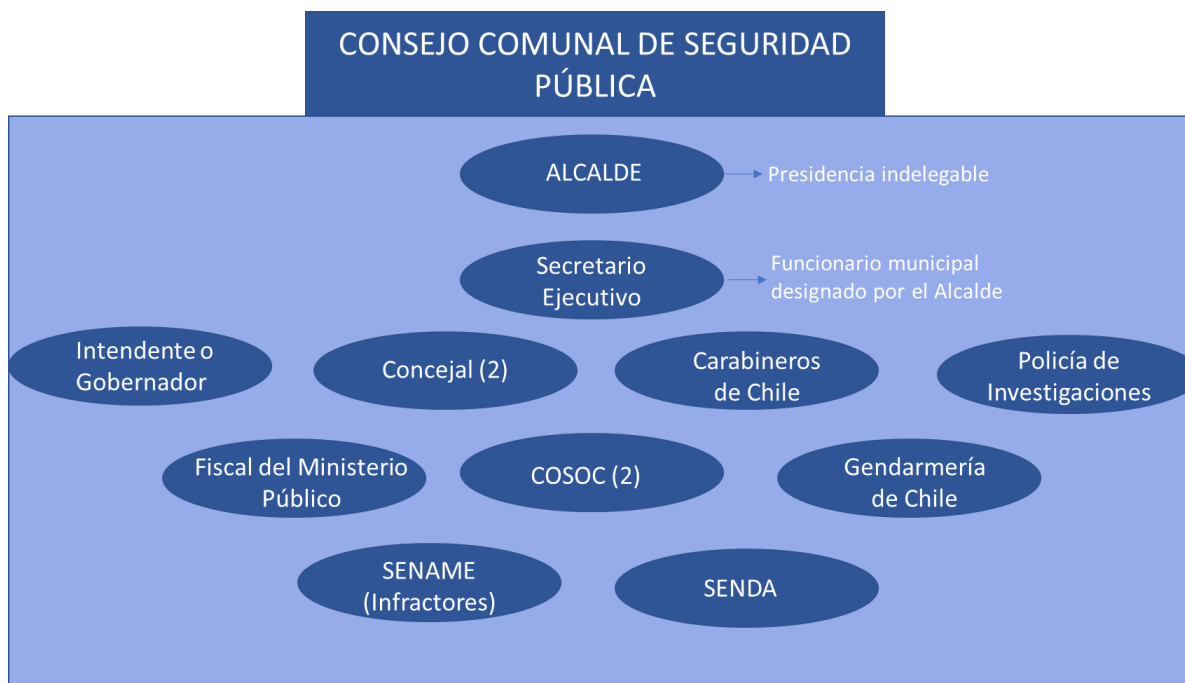 CONSEJO COMUNAL DE SEGURIDAD
PÚBLICA
ALCALDE
Presidencia indelegable
Secretario
Ejecutivo
Funcionario municipal
designado por el Alcalde
Intendente o
Gobernador
Concejal (2)
Carabineros
de Chile
Policía de
Investigaciones
Fiscal del Ministerio
Público
COSOC (2)
Gendarmería
de Chile
SENAME
(Infractores)
SENDA